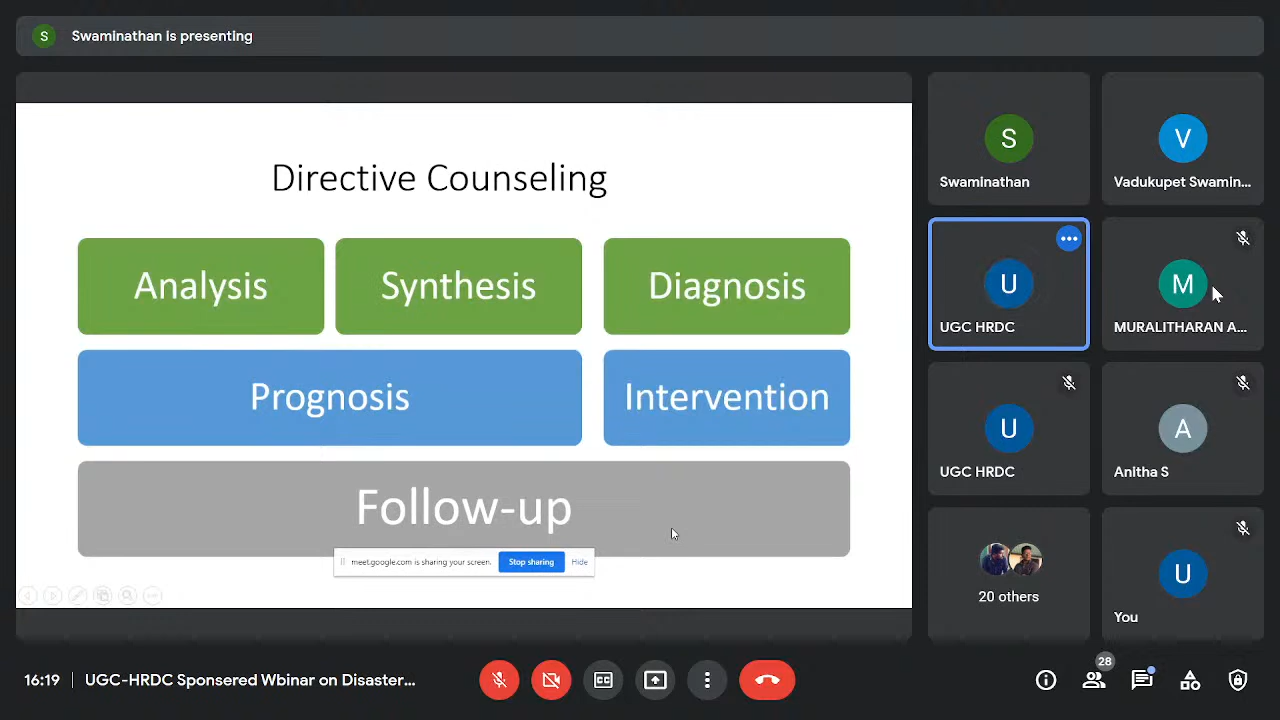 S Swaminathan is presenting
Directive Counseling
Analysis Synthesis Diagnosis
Prognosis Intervention
Follow-up
meet.google.com is sharing your screen. Stop sharing Hide
S
Swaminathan
V
Vadukupet Swamin...
U
UGC HRDC
M
MURALITHARAN A...
U
UGC HRDC
A
Anitha S
20 others
U
You
16:19 | UGC-HRDC Sponsered Wbinar on Disaster...
CC
28